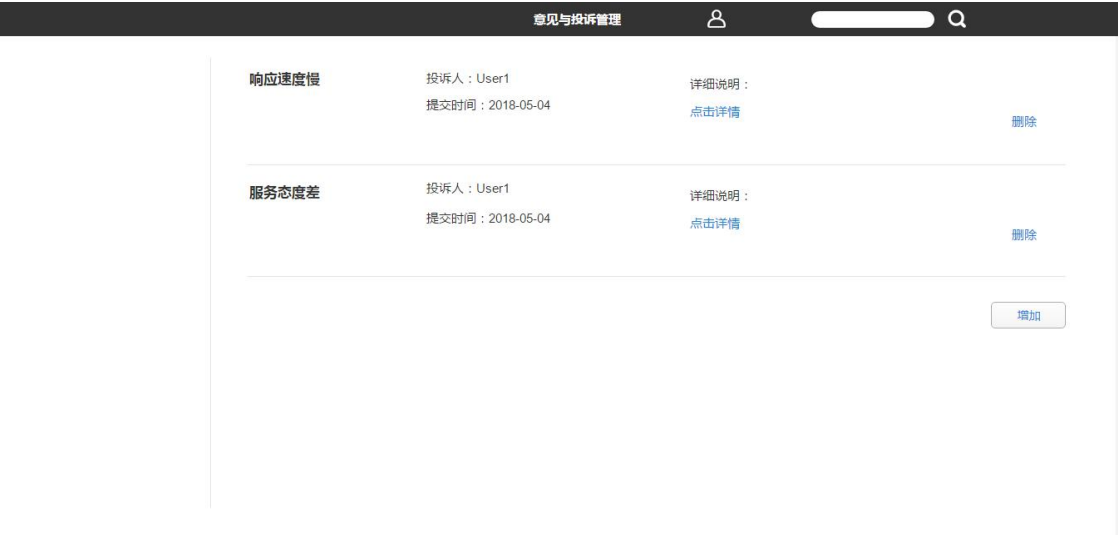 意见与投诉管理
响应速度慢
投诉人：User1
提交时间：2018-05-04
详细说明：
点击详情
删除
服务态度差
投诉人：User1
提交时间：2018-05-04
详细说明：
点击详情
删除
增加